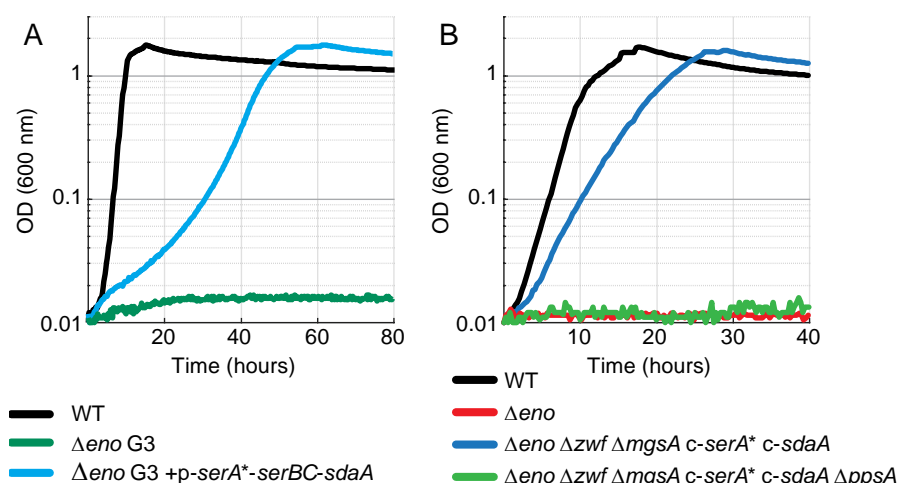 A
B
OD (600 nm)
1
0.1
0.01
0
20
40
60
80
Time (hours)
OD (600 nm)
1
0.1
0.01
10
20
30
40
Time (hours)
WT
Δeno G3
Δeno G3 +p-serA*-serBC-sdaA
WT
Δeno
Δeno Δzwf ΔmgsA c-serA* c-sdaA
Δeno Δzwf ΔmgsA c-serA* c-sdaA ΔppsA